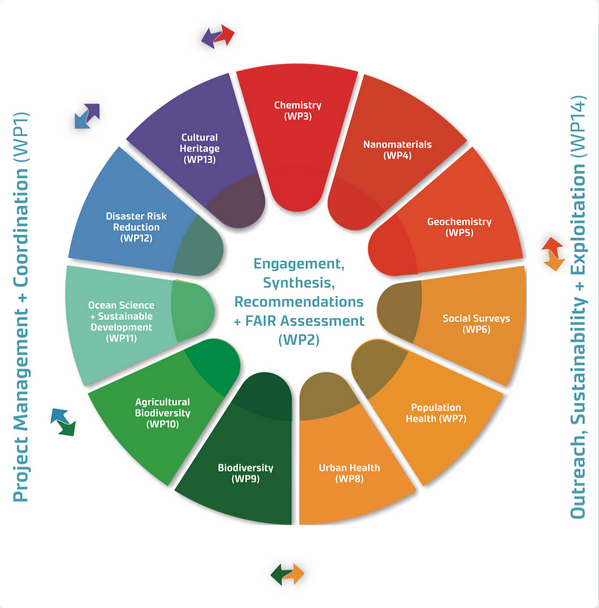 Project Management + Coordination (WP1)
Chemistry
(WP3)
Nanomaterials
(WP4)
Geochemistry
(WP5)
Social Surveys
(WP6)
Population
Health (WP7)
Urban Health
(WP8)
Biodiversity
(WP9)
Agricultural
Biodiversity
(WP10)
Ocean Science
+ Sustainable
Development
(WP11)
Disaster Risk
Reduction
(WP12)
Cultural
Heritage
(WP13)
Engagement,
Synthesis,
Recommendations
+ FAIR Assessment
(WP2)
Outreach, Sustainability + Exploitation (WP14)